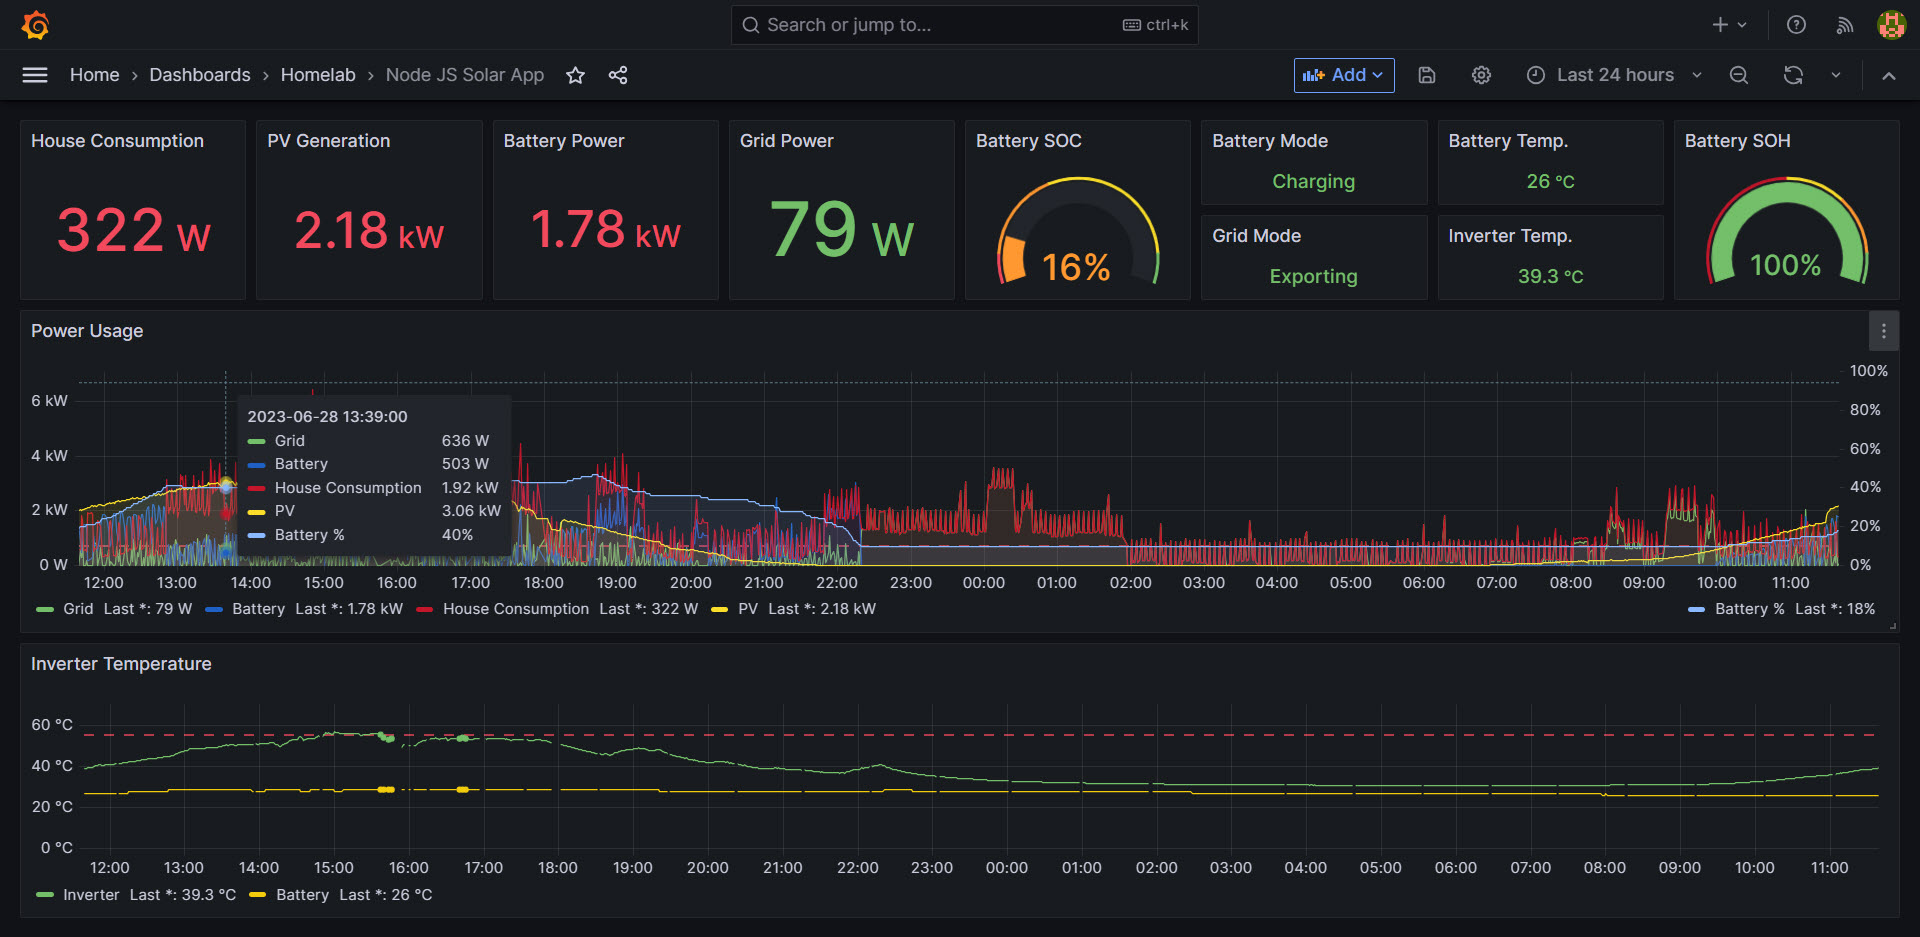 Search or jump to... ctrl+k
Home › Dashboards › Homelab › Node JS Solar App Add Last 24 hours
House Consumption
322 W
PV Generation
2.18 kW
Battery Power
1.78 kW
Grid Power
79 W
Battery SOC
16%
Battery Mode
Charging
Grid Mode
Exporting
Battery Temp.
26 °C
Inverter Temp.
39.3 °C
Battery SOH
100%
Power Usage
6 kW
4 kW
2 kW
0 W
100%
80%
60%
40%
20%
0%
2023-06-28 13:39:00
Grid 636 W
Battery 503 W
House Consumption 1.92 kW
PV 3.06 kW
Battery % 40%
12:00 13:00 14:00 15:00 16:00 17:00 18:00 19:00 20:00 21:00 22:00 23:00 00:00 01:00 02:00 03:00 04:00 05:00 06:00 07:00 08:00 09:00 10:00 11:00
Grid Last *: 79 W Battery Last *: 1.78 kW House Consumption Last *: 322 W PV Last *: 2.18 kW Battery % Last *: 18%
Inverter Temperature
60 °C
40 °C
20 °C
0 °C
12:00 13:00 14:00 15:00 16:00 17:00 18:00 19:00 20:00 21:00 22:00 23:00 00:00 01:00 02:00 03:00 04:00 05:00 06:00 07:00 08:00 09:00 10:00 11:00
Inverter Last *: 39.3 °C Battery Last *: 26 °C